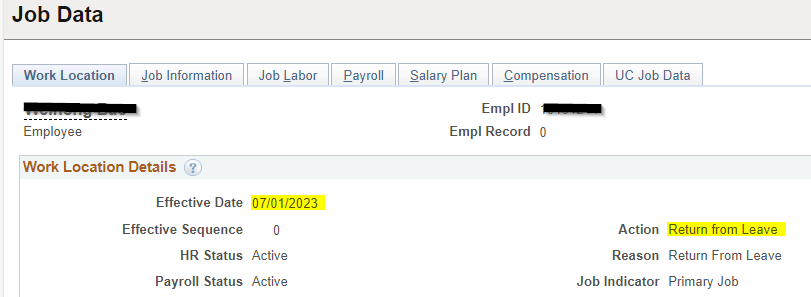 Job Data
Work Location Job Information Job Labor Payroll Salary Plan Compensation UC Job Data
Empl ID
Employee Empl Record 0
Work Location Details ?
Effective Date 07/01/2023
Effective Sequence 0 Action Return from Leave
HR Status Active Reason Return From Leave
Payroll Status Active Job Indicator Primary Job